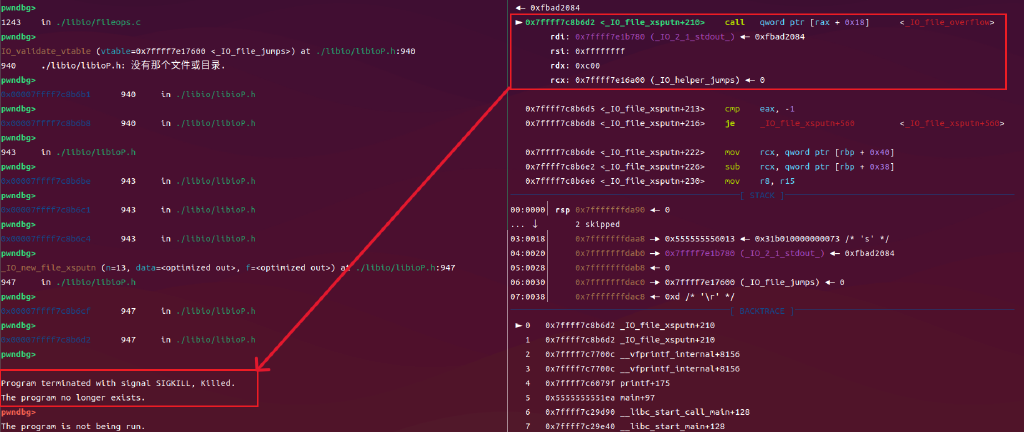 pwndbg>
1243    in ./libio/fileops.c
pwndbg>
IO_validate_vtable (vtable=0x7ffff7e17600 <_IO_file_jumps>) at ./libio/libioP.h:940
940     ./libio/libioP.h: 没有那个文件或目录.
pwndbg>
0x00007ffff7c8b6b1      940     in ./libio/libioP.h
pwndbg>
0x00007ffff7c8b6b8      940     in ./libio/libioP.h
pwndbg>
943     in ./libio/libioP.h
pwndbg>
0x00007ffff7c8b6be      943     in ./libio/libioP.h
pwndbg>
0x00007ffff7c8b6c1      943     in ./libio/libioP.h
pwndbg>
0x00007ffff7c8b6c4      943     in ./libio/libioP.h
pwndbg>
_IO_new_file_xsputn (n=13, data=<optimized out>, f=<optimized out>) at ./libio/libioP.h:947
947     in ./libio/libioP.h
pwndbg>
0x00007ffff7c8b6cf      947     in ./libio/libioP.h
pwndbg>
0x00007ffff7c8b6d2      947     in ./libio/libioP.h
pwndbg>
Program terminated with signal SIGKILL, Killed.
The program no longer exists.
pwndbg>
The program is not being run.
← 0xfbad2084
► 0x7ffff7c8b6d2 <_IO_file_xsputn+210>    call   qword ptr [rax + 0x18]      <_IO_file_overflow>
rdi: 0x7ffff7e1b780 (_IO_2_1_stdout_) ◂— 0xfbad2084
rsi: 0xffffffff
rdx: 0xc00
rcx: 0x7ffff7e16a00 (_IO_helper_jumps) ◂— 0
0x7ffff7c8b6d5 <_IO_file_xsputn+213>    cmp    eax, -1
0x7ffff7c8b6d8 <_IO_file_xsputn+216>    je     _IO_file_xsputn+560      <_IO_file_xsputn+560>
0x7ffff7c8b6de <_IO_file_xsputn+222>    mov    rcx, qword ptr [rbp + 0x40]
0x7ffff7c8b6e2 <_IO_file_xsputn+226>    sub    rcx, qword ptr [rbp + 0x38]
0x7ffff7c8b6e6 <_IO_file_xsputn+230>    mov    r8, r15
[ STACK ]
00:0000│ rsp 0x7fffffffda90 ◂— 0
... ↓        2 skipped
03:0018│     0x7fffffffdaa8 —▸ 0x555555556013 ◂— 0x31b010000000073 /* 's' */
04:0020│     0x7fffffffdab0 —▸ 0x7ffff7e1b780 (_IO_2_1_stdout_) ◂— 0xfbad2084
05:0028│     0x7fffffffdab8 ◂— 0
06:0030│     0x7fffffffdac0 —▸ 0x7ffff7e17600 (_IO_file_jumps) ◂— 0
07:0038│     0x7fffffffdac8 ◂— 0xd /* '\r' */
[ BACKTRACE ]
► 0   0x7ffff7c8b6d2 _IO_file_xsputn+210
1   0x7ffff7c8b6d2 _IO_file_xsputn+210
2   0x7ffff7c7700c __vfprintf_internal+8156
3   0x7ffff7c7700c __vfprintf_internal+8156
4   0x7ffff7c6079f printf+175
5   0x5555555551ea main+97
6   0x7ffff7c29d90 __libc_start_call_main+128
7   0x7ffff7c29e40 __libc_start_main+128